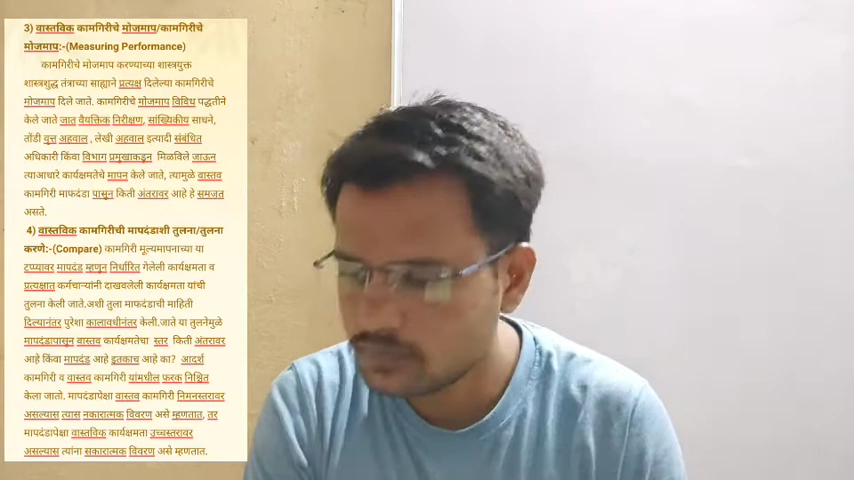 3) वास्तविक कामगिरीचे मोजमाप/कामगिरीचे
मोजमाप:-(Measuring Performance)
कामगिरीचे मोजमाप करण्याच्या शास्त्रयुक्त
शास्त्रशुद्ध तंत्राच्या साह्याने प्रत्यक्ष दिलेल्या कामगिरीचे
मोजमाप दिले जाते. कामगिरीचे मोजमाप विविध पद्धतीने
केले जाते जात वैयक्तिक निरीक्षण, सांख्यिकीय साधने,
तोंडी वृत्त अहवाल , लेखी अहवाल इत्यादी संबंधित
अधिकारी किंवा विभाग प्रमुखाकडून मिळविले जाऊन
त्याआधारे कार्यक्षमतेचे मापन केले जाते, त्यामुळे वास्तव
कामगिरी माफदंडा पासून किती अंतरावर आहे हे समजत
असते.
4) वास्तविक कामगिरीची मापदंडाशी तुलना/तुलना
करणे:-(Compare) कामगिरी मूल्यमापनाच्या या
टप्प्यावर मापदंड म्हणून निर्धारित गेलेली कार्यक्षमता व
प्रत्यक्षात कर्मचाऱ्यांनी दाखवलेली कार्यक्षमता यांची
तुलना केली जाते.अशी तुला माफदंडाची माहिती
दिल्यानंतर पुरेशा कालावधीनंतर केली.जाते या तुलनेमुळे
मापदंडापासून वास्तव कार्यक्षमतेचा स्तर किती अंतरावर
आहे किंवा मापदंड आहे इतकाच आहे का? आदर्श
कामगिरी व वास्तव कामगिरी यांमधील फरक निश्चित
केला जातो. मापदंडापेक्षा वास्तव कामगिरी निमनस्तरावर
असल्यास त्यास नकारात्मक विवरण असे म्हणतात, तर
मापदंडापेक्षा वास्तविक कार्यक्षमता उच्चस्तरावर
असल्यास त्यांना सकारात्मक विवरण असे म्हणतात.